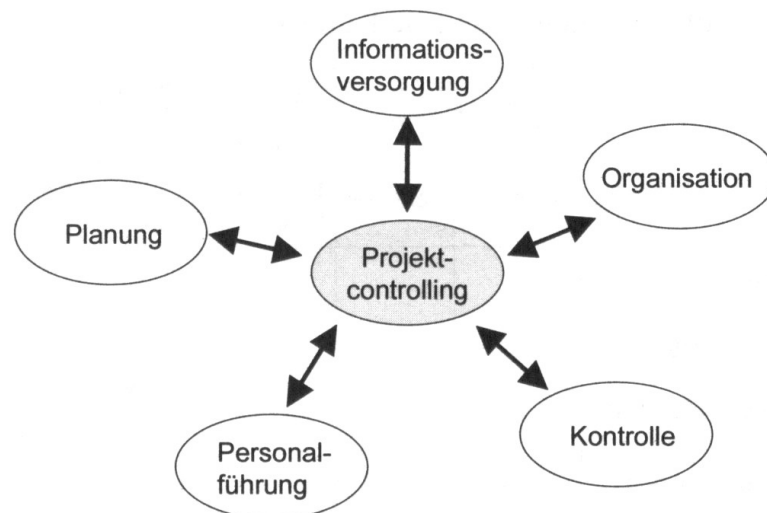 Informations-
versorgung
Organisation
Planung
Projekt-
controlling
Kontrolle
Personal-
führung